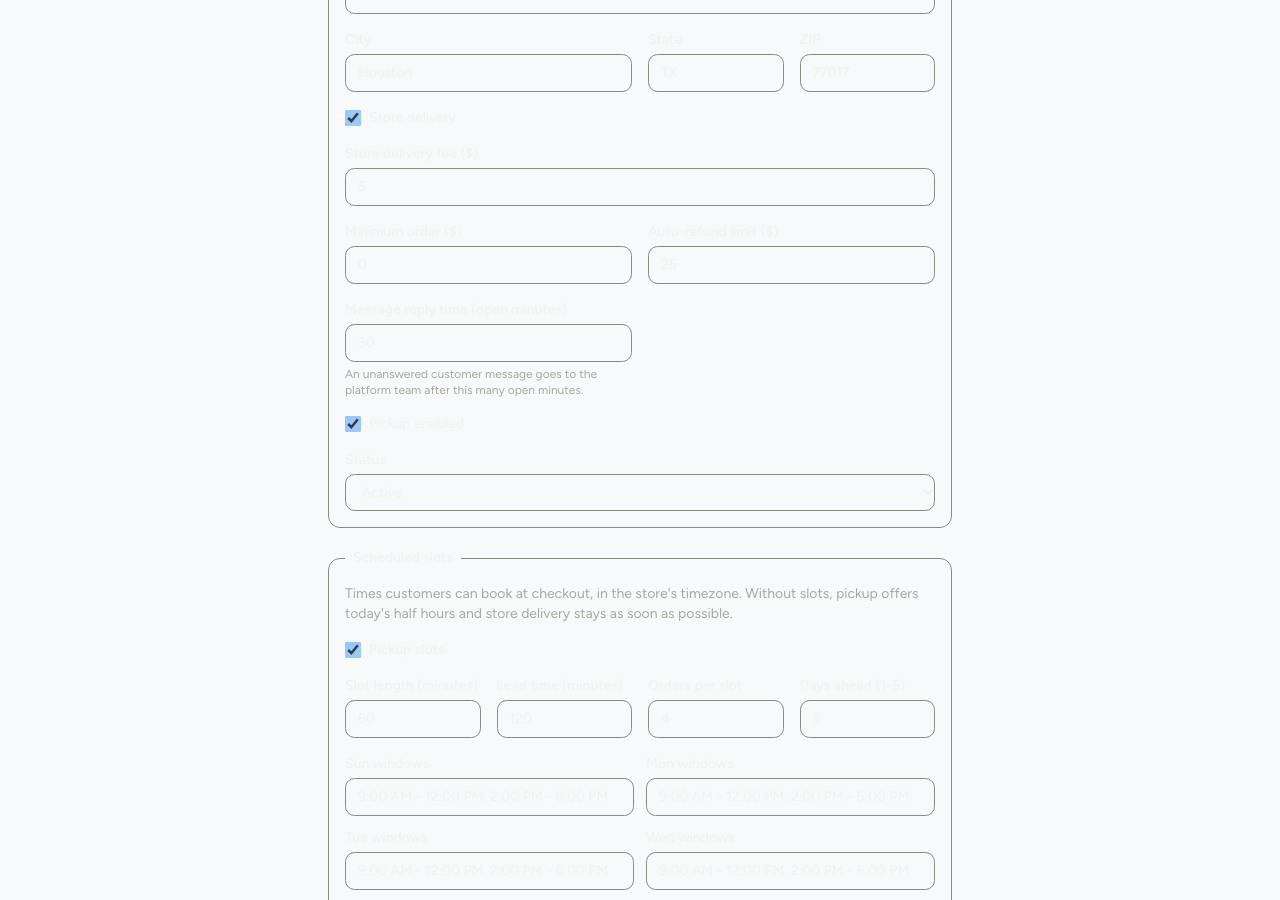 City State ZIP
Houston TX 77017
Store delivery
Store delivery fee ($)
5
Minimum order ($) Auto-refund limit ($)
0 25
Message reply time (open minutes)
30
An unanswered customer message goes to the
platform team after this many open minutes.
Pickup enabled
Status
Active
Scheduled slots
Times customers can book at checkout, in the store's timezone. Without slots, pickup offers
today's half hours and store delivery stays as soon as possible.
Pickup slots
Slot length (minutes) Lead time (minutes) Orders per slot Days ahead (1-5)
60 120 4
Sun windows Mon windows
9:00 AM - 12:00 PM, 2:00 PM - 6:00 PM 9:00 AM - 12:00 PM, 2:00 PM - 6:00 PM
Tue windows Wed windows
9:00 AM - 12:00 PM, 2:00 PM - 6:00 PM 9:00 AM - 12:00 PM, 2:00 PM - 6:00 PM